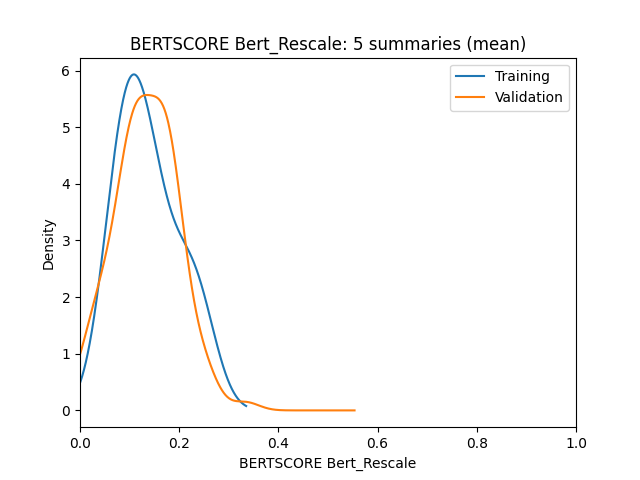 BERTSCORE Bert_Rescale: 5 summaries (mean)
Training
Validation
Density
6
5
4
3
2
1
0
0.0 0.2 0.4 0.6 0.8 1.0
BERTSCORE Bert_Rescale